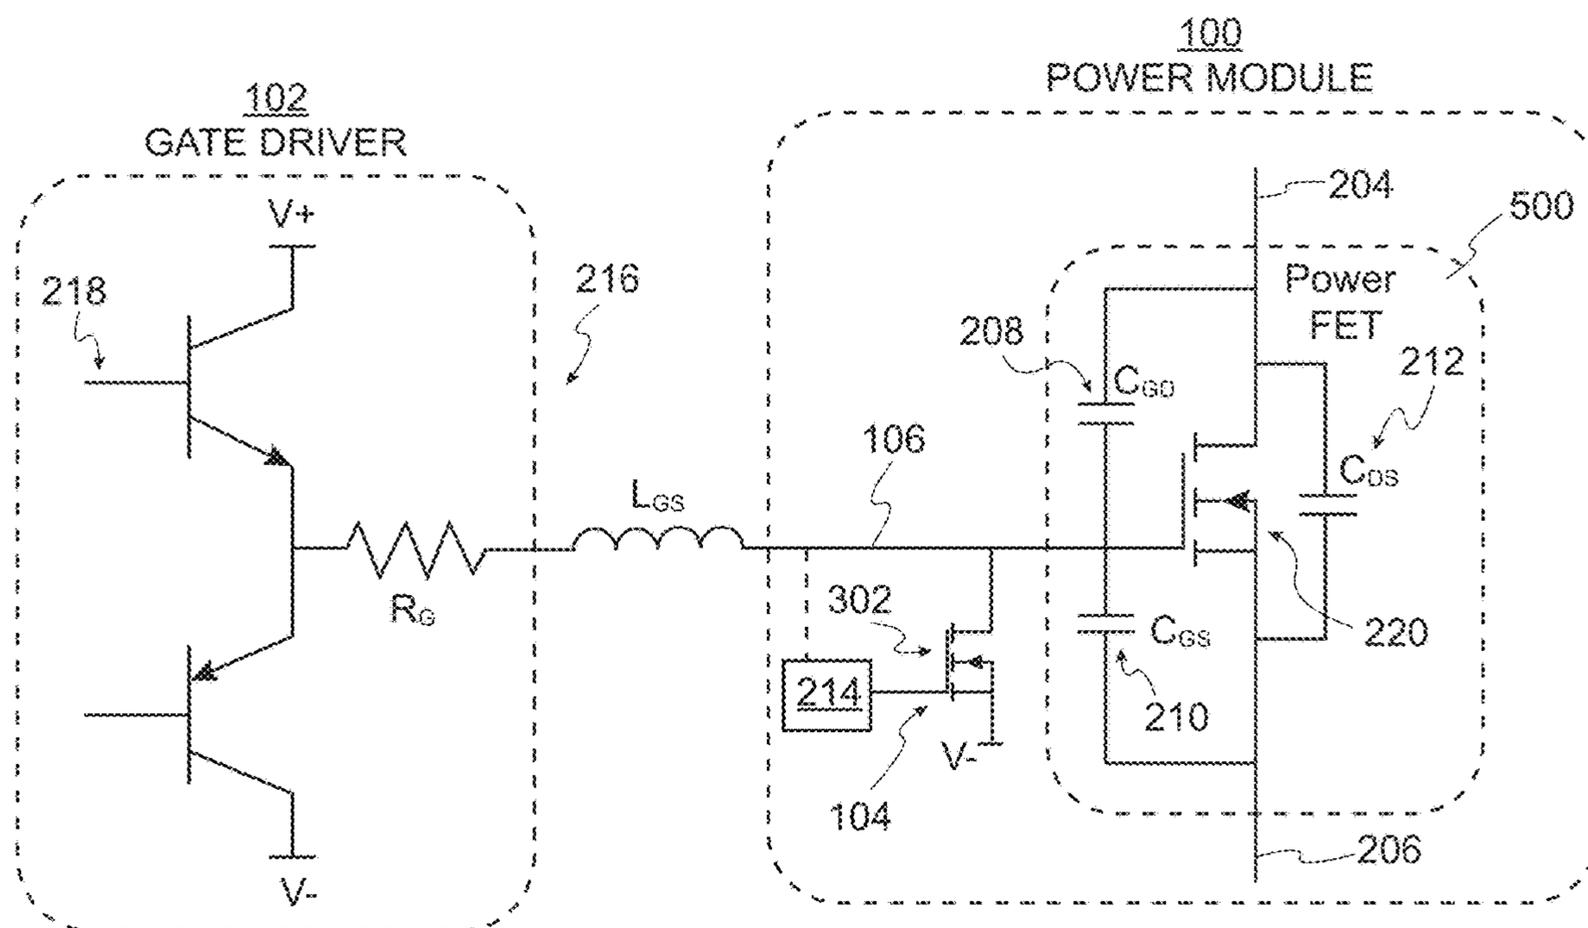 100
POWER MODULE
102
GATE DRIVER
V+
218
216
204
500
Power
FET
208
CGD
212
CDS
106
LGS
RG
302
214
104
V-
CGS
210
220
206
V-